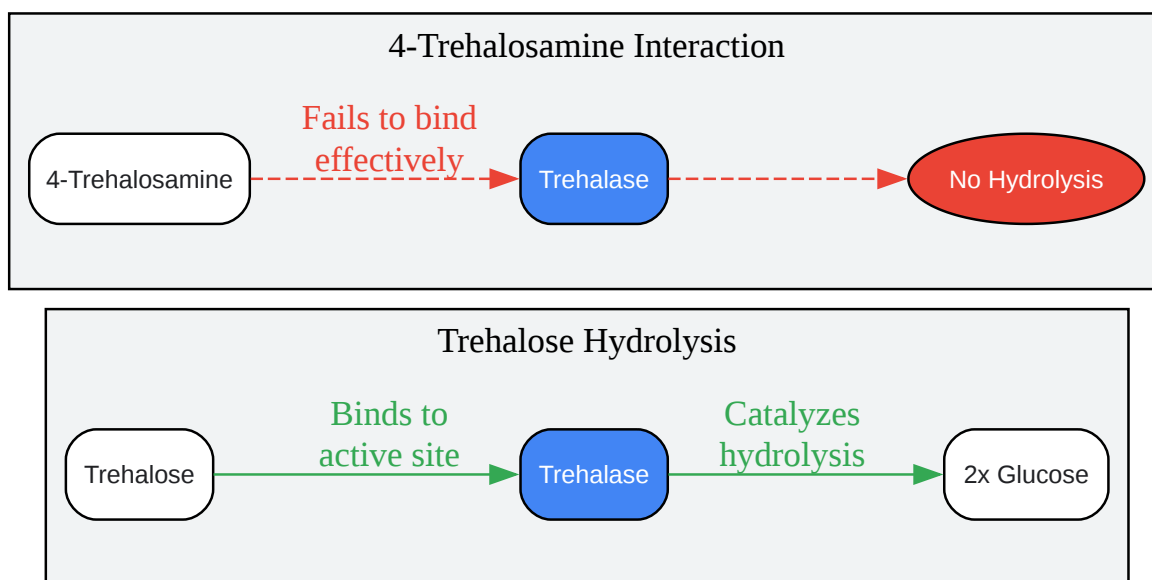 4-Trehalosamine Interaction
Fails to bind
effectively
4-Trehalosamine
Trehalase
No Hydrolysis
Trehalose Hydrolysis
Binds to
active site
Catalyzes
hydrolysis
Trehalose
Trehalase
2x Glucose